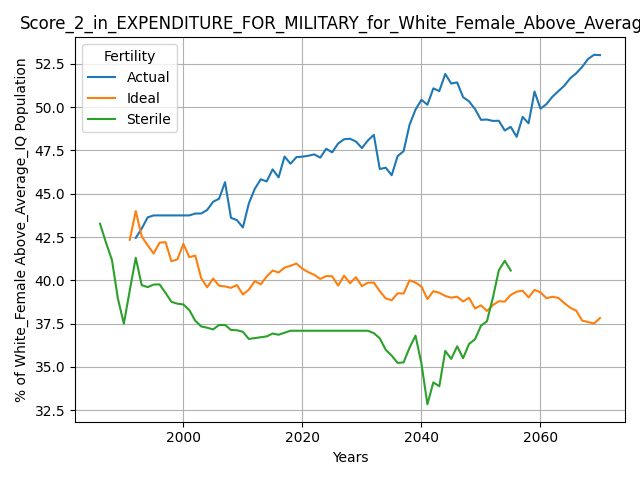 Score_2_in_EXPENDITURE_FOR_MILITARY_for_White_Female_Above_Averag
Fertility
Actual
Ideal
Sterile
% of White_Female Above_Average_IQ Population
52.5
50.0
47.5
45.0
42.5
40.0
37.5
35.0
32.5
2000
2020
2040
2060
Years